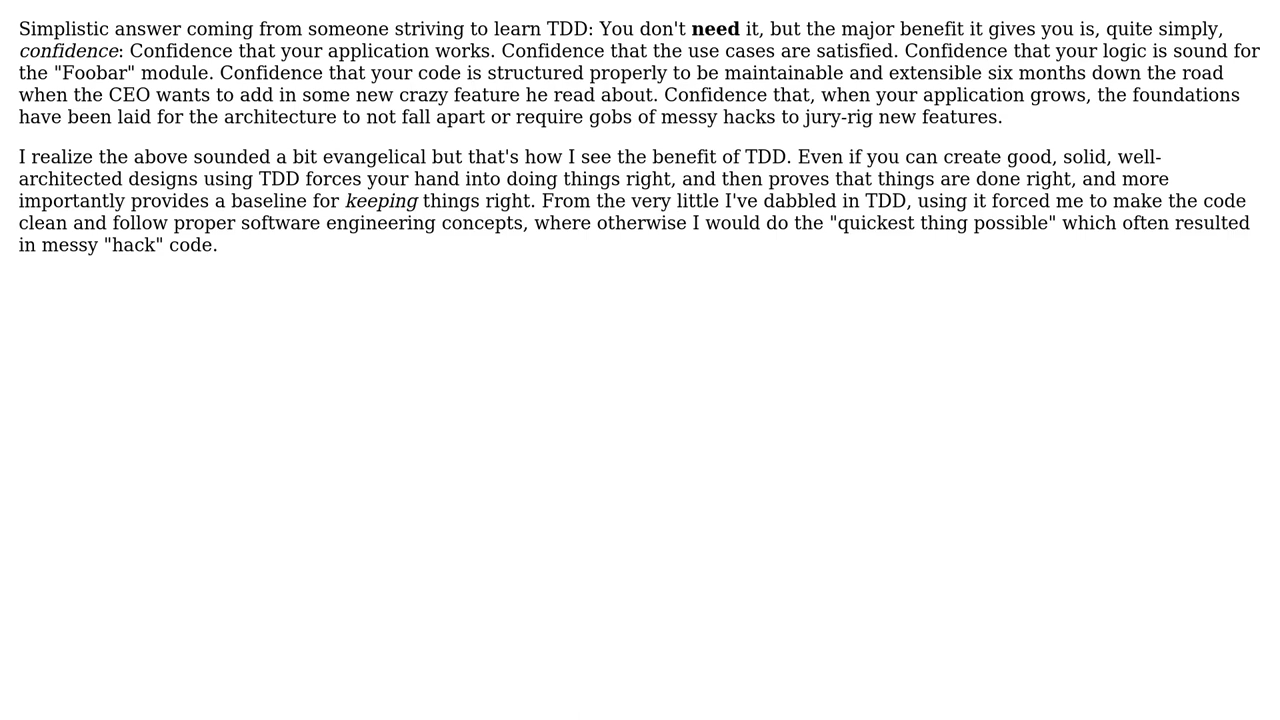 Simplistic answer coming from someone striving to learn TDD: You don't need it, but the major benefit it gives you is, quite simply,
confidence: Confidence that your application works. Confidence that the use cases are satisfied. Confidence that your logic is sound for
the "Foobar" module. Confidence that your code is structured properly to be maintainable and extensible six months down the road
when the CEO wants to add in some new crazy feature he read about. Confidence that, when your application grows, the foundations
have been laid for the architecture to not fall apart or require gobs of messy hacks to jury-rig new features.
I realize the above sounded a bit evangelical but that's how I see the benefit of TDD. Even if you can create good, solid, well-
architected designs using TDD forces your hand into doing things right, and then proves that things are done right, and more
importantly provides a baseline for keeping things right. From the very little I've dabbled in TDD, using it forced me to make the code
clean and follow proper software engineering concepts, where otherwise I would do the "quickest thing possible" which often resulted
in messy "hack" code.